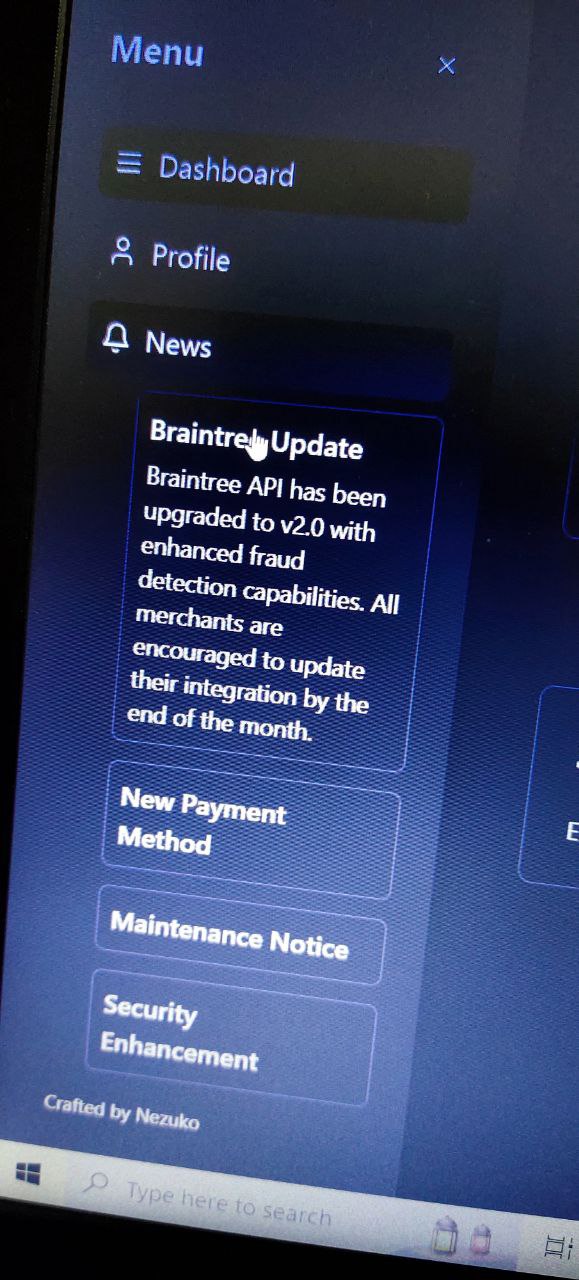 Menu
Dashboard
Profile
News
Braintree Update
Braintree API has been
upgraded to v2.0 with
enhanced fraud
detection capabilities. All
merchants are
encouraged to update
their integration by the
end of the month.
New Payment
Method
Maintenance Notice
Security
Enhancement
Crafted by Nezuko
Type here to search
E